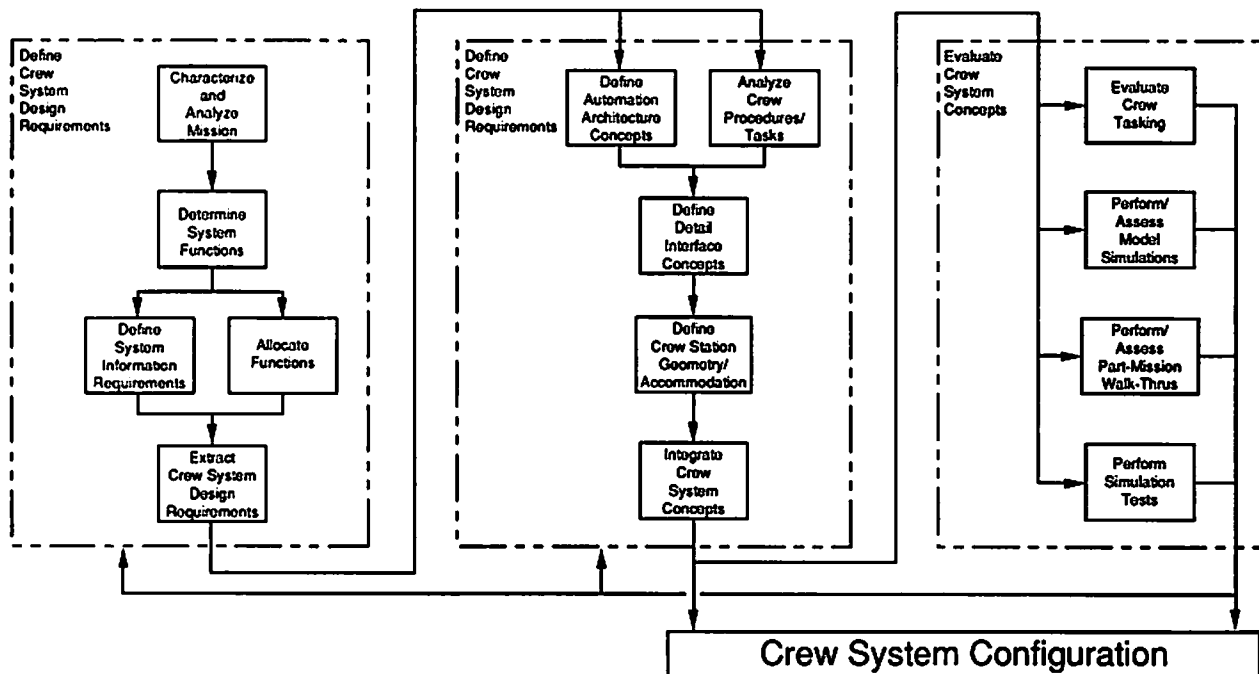 Define
Crew
System
Design
Requirements
Characterize
and
Analyze
Mission
Determine
System
Functions
Define
System
Information
Requirements
Allocate
Functions
Extract
Crew System
Design
Requirements
Define
Crew
System
Design
Requirements
Define
Automation
Architecture
Concepts
Analyze
Crew
Procedures/
Tasks
Define
Detail
Interface
Concepts
Define
Crew Station
Geometry/
Accommodation
Integrate
Crew
System
Concepts
Evaluate
Crew
System
Concepts
Evaluate
Crew
Tasking
Perform/
Assess
Model
Simulations
Perform/
Assess
Part-Mission
Walk-Thrus
Perform
Simulation
Tests
Crew System Configuration